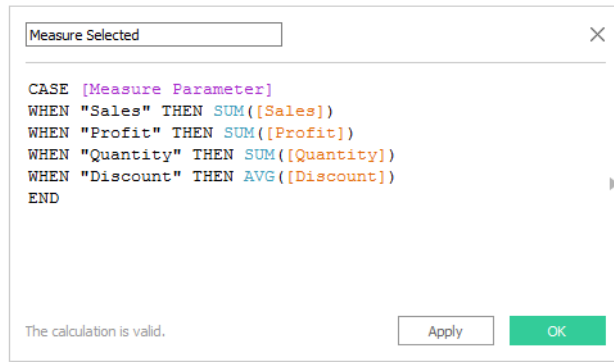 Measure Selected
CASE [Measure Parameter]
WHEN "Sales" THEN SUM([Sales])
WHEN "Profit" THEN SUM([Profit])
WHEN "Quantity" THEN SUM([Quantity])
WHEN "Discount" THEN AVG([Discount])
END
The calculation is valid. Apply OK